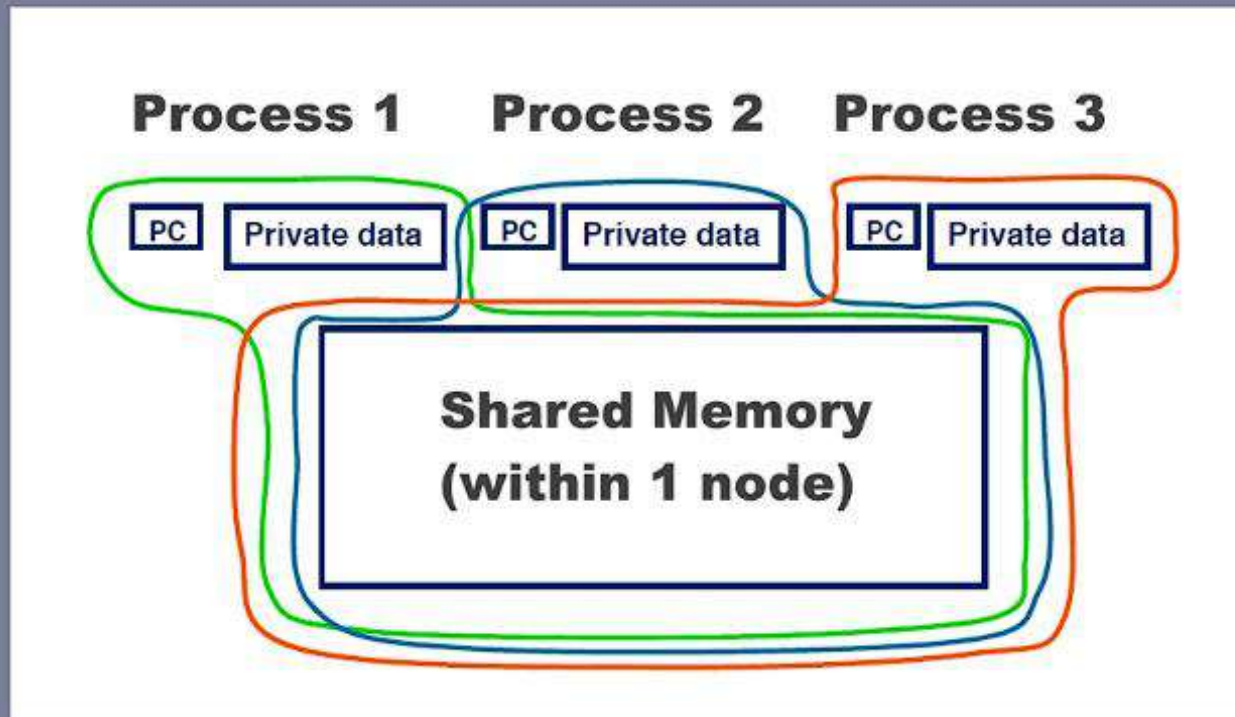 Process 1 Process 2 Process 3
PC Private data PC Private data PC Private data
Shared Memory
(within 1 node)